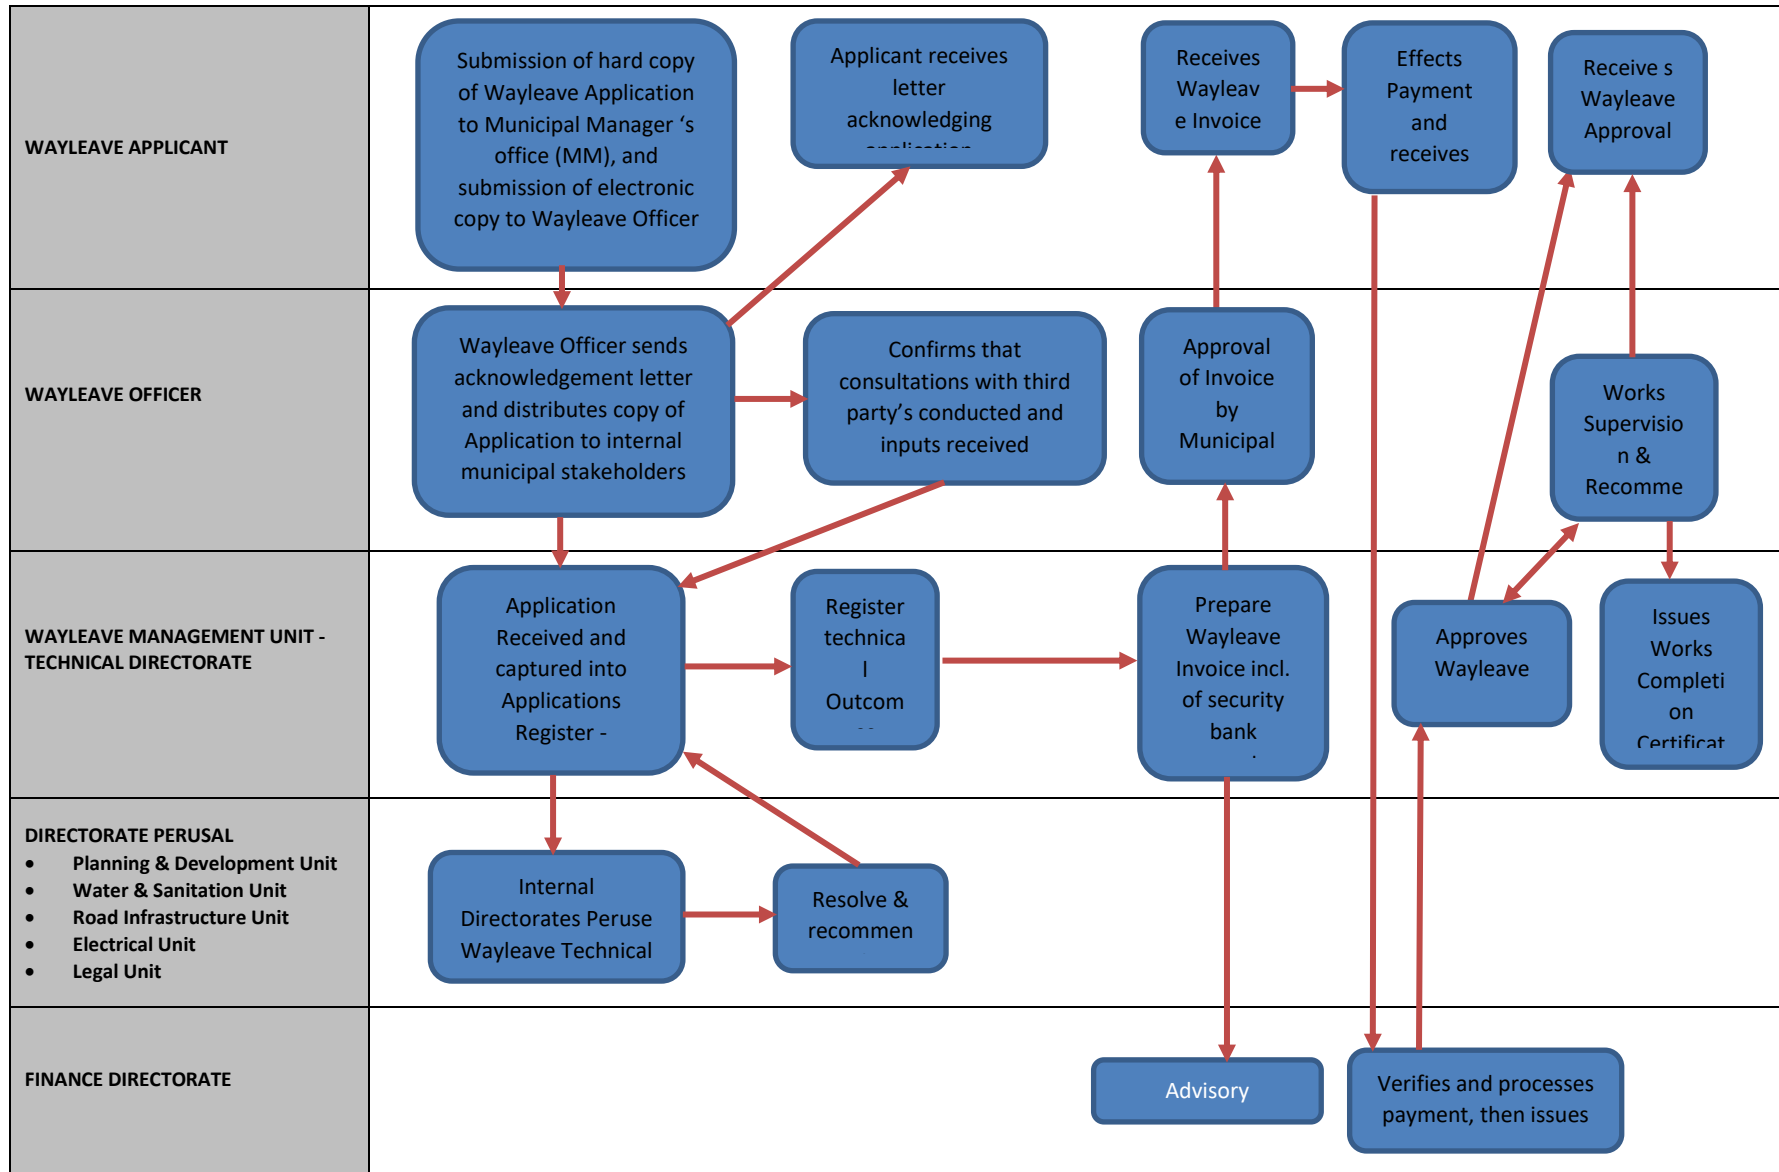 WAYLEAVE APPLICANT
Submission of hard copy
of Wayleave Application
to Municipal Manager ‘s
office (MM), and
submission of electronic
copy to Wayleave Officer
Applicant receives
letter
acknowledging
application
Receives
Wayleav
e Invoice
Effects
Payment
and
receives
Receive s
Wayleave
Approval
WAYLEAVE OFFICER
Wayleave Officer sends
acknowledgement letter
and distributes copy of
Application to internal
municipal stakeholders
Confirms that
consultations with third
party’s conducted and
inputs received
Approval
of Invoice
by
Municipal
Works
Supervisio
n &
Recomme
WAYLEAVE MANAGEMENT UNIT -
TECHNICAL DIRECTORATE
Application
Received and
captured into
Applications
Register -
Register
technica
l
Outcom
Prepare
Wayleave
Invoice incl.
of security
bank
Approves
Wayleave
Issues
Works
Completi
on
Certificat
DIRECTORATE PERUSAL
• Planning & Development Unit
• Water & Sanitation Unit
• Road Infrastructure Unit
• Electrical Unit
• Legal Unit
Internal
Directorates Peruse
Wayleave Technical
Resolve &
recommen
FINANCE DIRECTORATE
Advisory
Verifies and processes
payment, then issues